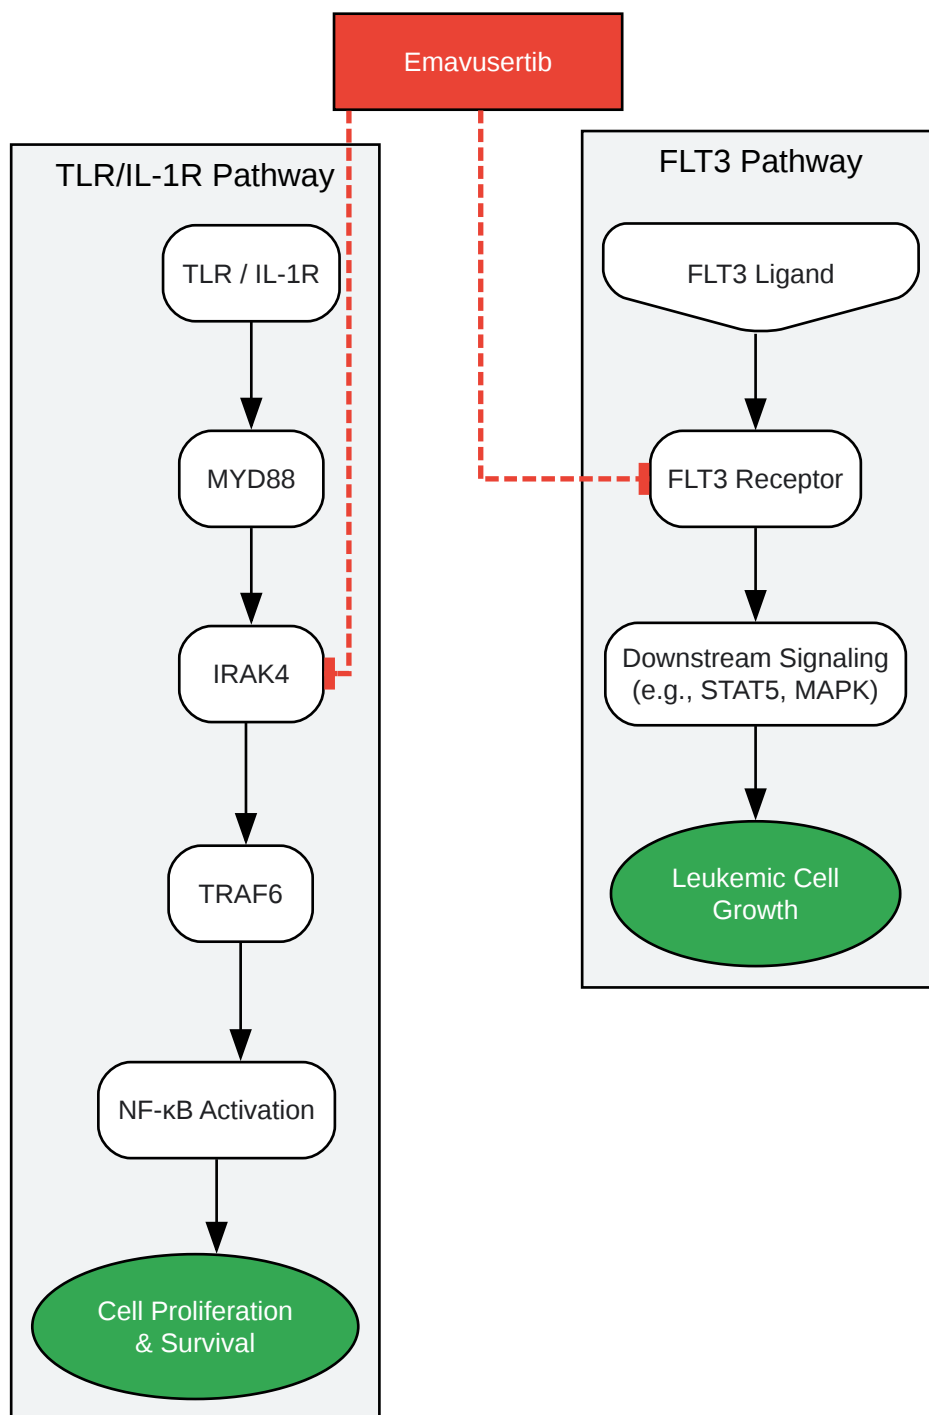 Emavusertib
TLR/IL-1R Pathway
TLR / IL-1R
MYD88
IRAK4
TRAF6
NF-κB Activation
Cell Proliferation
& Survival
FLT3 Pathway
FLT3 Ligand
FLT3 Receptor
Downstream Signaling
(e.g., STAT5, MAPK)
Leukemic Cell
Growth